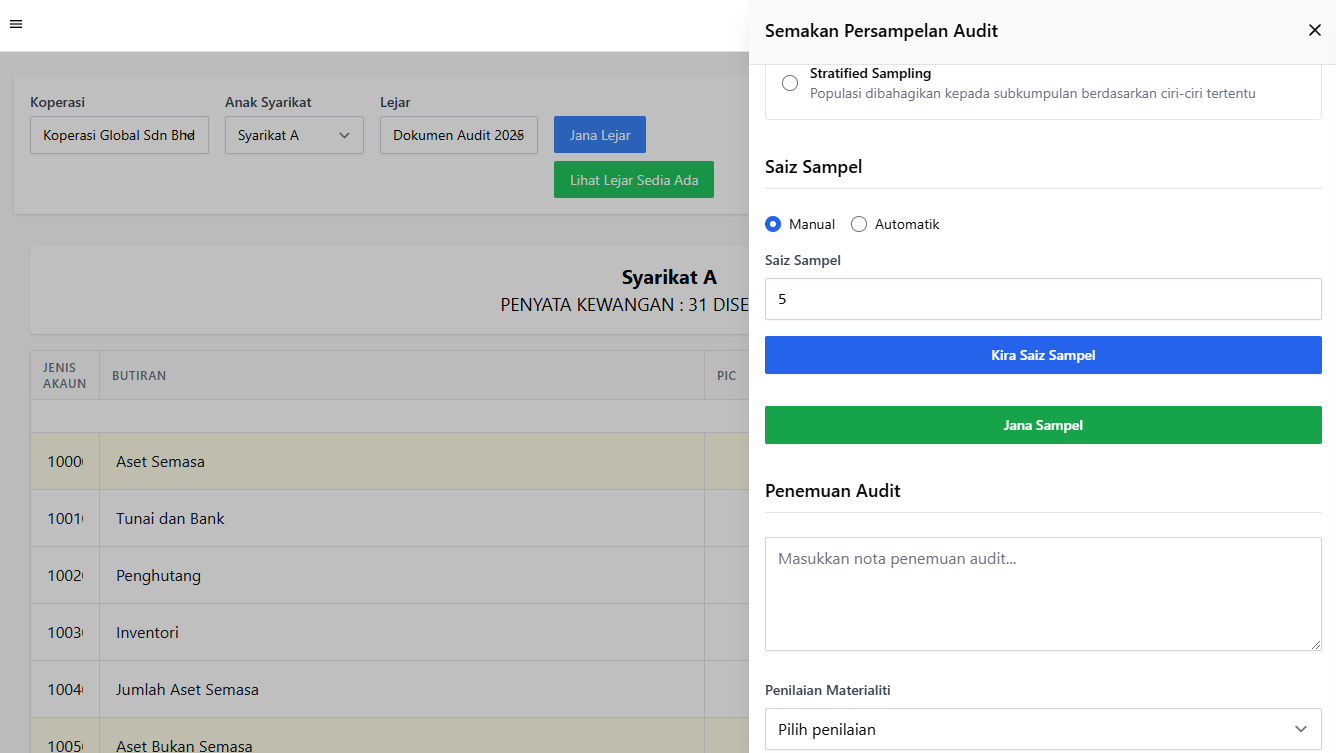 Semakan Persampelan Audit
Koperasi
Anak Syarikat
Lejar
Koperasi Global Sdn Bhd
Syarikat A
Dokumen Audit 2025
Jana Lejar
Lihat Lejar Sedia Ada
Syarikat A
PENYATA KEWANGAN : 31 DISE
JENIS AKAUN
BUTIRAN
PIC
1000
Aset Semasa
1001
Tunai dan Bank
1002
Penghutang
1003
Inventori
1004
Jumlah Aset Semasa
1005
Aset Bukan Semasa
Stratified Sampling
Populasi dibahagikan kepada subkumpulan berdasarkan ciri-ciri tertentu
Saiz Sampel
Manual
Automatik
Saiz Sampel
5
Kira Saiz Sampel
Jana Sampel
Penemuan Audit
Masukkan nota penemuan audit...
Penilaian Materialiti
Pilih penilaian